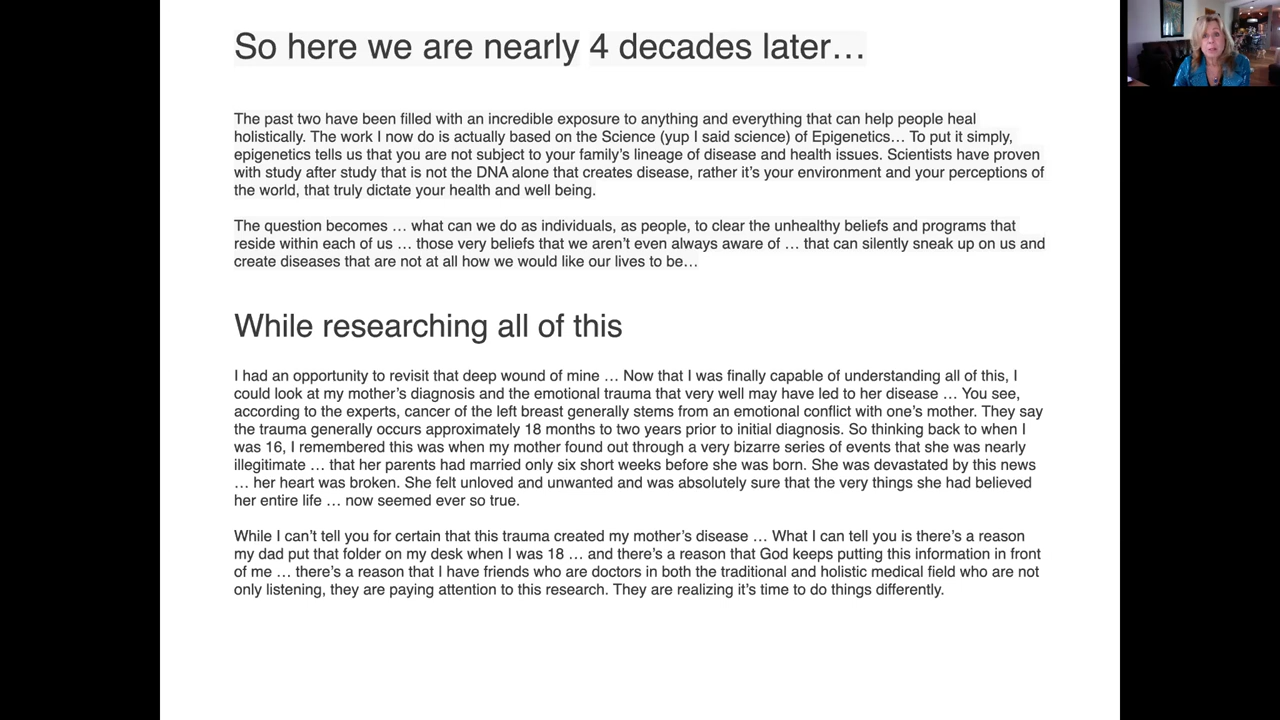 So here we are nearly 4 decades later…
The past two have been filled with an incredible exposure to anything and everything that can help people heal
holistically. The work I now do is actually based on the Science (yup I said science) of Epigenetics… To put it simply,
epigenetics tells us that you are not subject to your family’s lineage of disease and health issues. Scientists have proven
with study after study that is not the DNA alone that creates disease, rather it’s your environment and your perceptions of
the world, that truly dictate your health and well being.
The question becomes … what can we do as individuals, as people, to clear the unhealthy beliefs and programs that
reside within each of us … those very beliefs that we aren’t even always aware of … that can silently sneak up on us and
create diseases that are not at all how we would like our lives to be…
While researching all of this
I had an opportunity to revisit that deep wound of mine … Now that I was finally capable of understanding all of this, I
could look at my mother’s diagnosis and the emotional trauma that very well may have led to her disease … You see,
according to the experts, cancer of the left breast generally stems from an emotional conflict with one’s mother. They say
the trauma generally occurs approximately 18 months to two years prior to initial diagnosis. So thinking back to when I
was 16, I remembered this was when my mother found out through a very bizarre series of events that she was nearly
illegitimate … that her parents had married only six short weeks before she was born. She was devastated by this news
… her heart was broken. She felt unloved and unwanted and was absolutely sure that the very things she had believed
her entire life … now seemed ever so true.
While I can’t tell you for certain that this trauma created my mother’s disease … What I can tell you is there’s a reason
my dad put that folder on my desk when I was 18 … and there’s a reason that God keeps putting this information in front
of me … there’s a reason that I have friends who are doctors in both the traditional and holistic medical field who are not
only listening, they are paying attention to this research. They are realizing it’s time to do things differently.